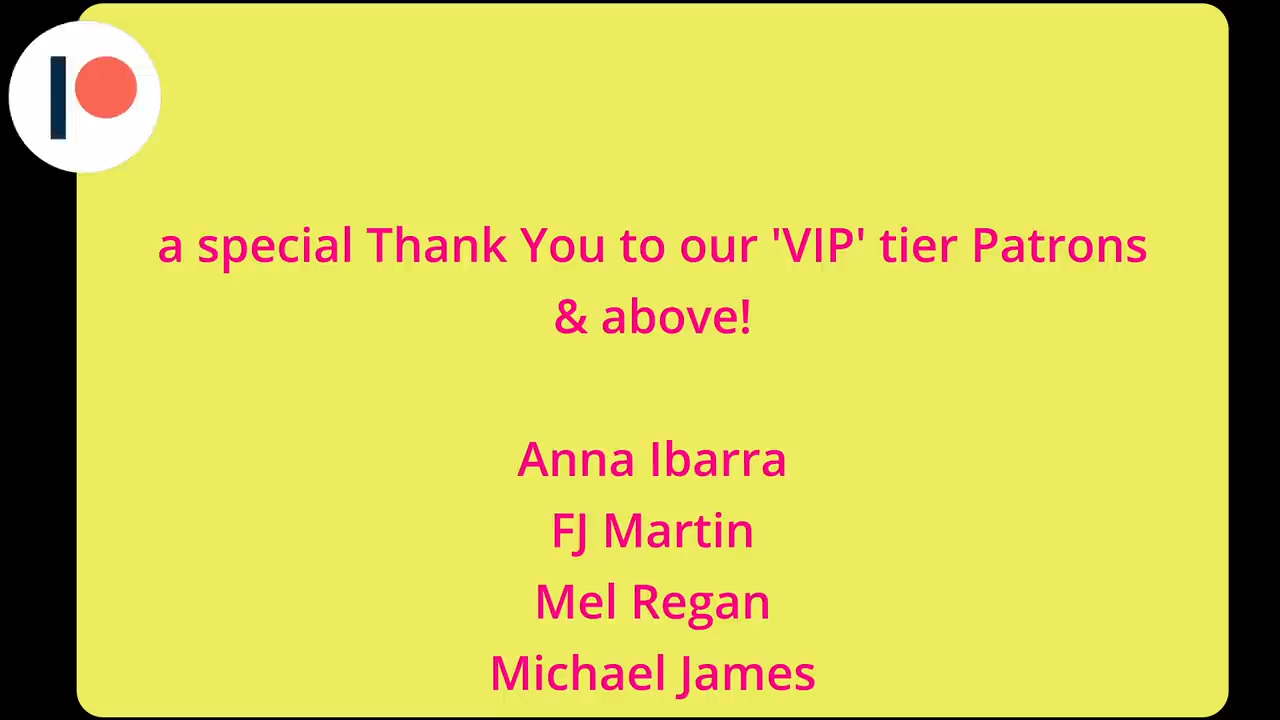 a special Thank You to our 'VIP' tier Patrons
& above!
Anna Ibarra
FJ Martin
Mel Regan
Michael James